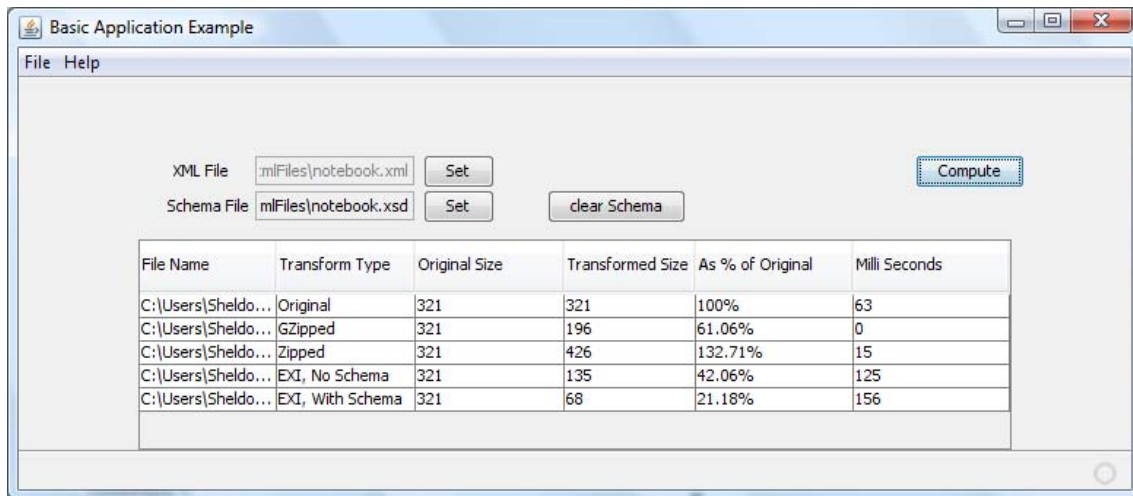 Basic Application Example
File Help
XML File :mlFiles\notebook.xml Set Compute
Schema File mlFiles\notebook.xsd Set clear Schema
File Name Transform Type Original Size Transformed Size As % of Original Milli Seconds
C:\Users\Sheldo... Original 321 321 100% 63
C:\Users\Sheldo... GZipped 321 196 61.06% 0
C:\Users\Sheldo... Zipped 321 426 132.71% 15
C:\Users\Sheldo... EXI, No Schema 321 135 42.06% 125
C:\Users\Sheldo... EXI, With Schema 321 68 21.18% 156